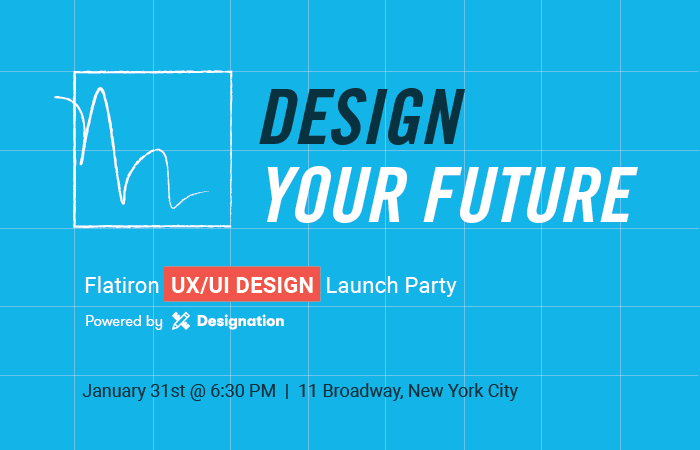 DESIGN
YOUR FUTURE
Flatiron UX/UI DESIGN Launch Party
Powered by Designation
January 31st @ 6:30 PM | 11 Broadway, New York City